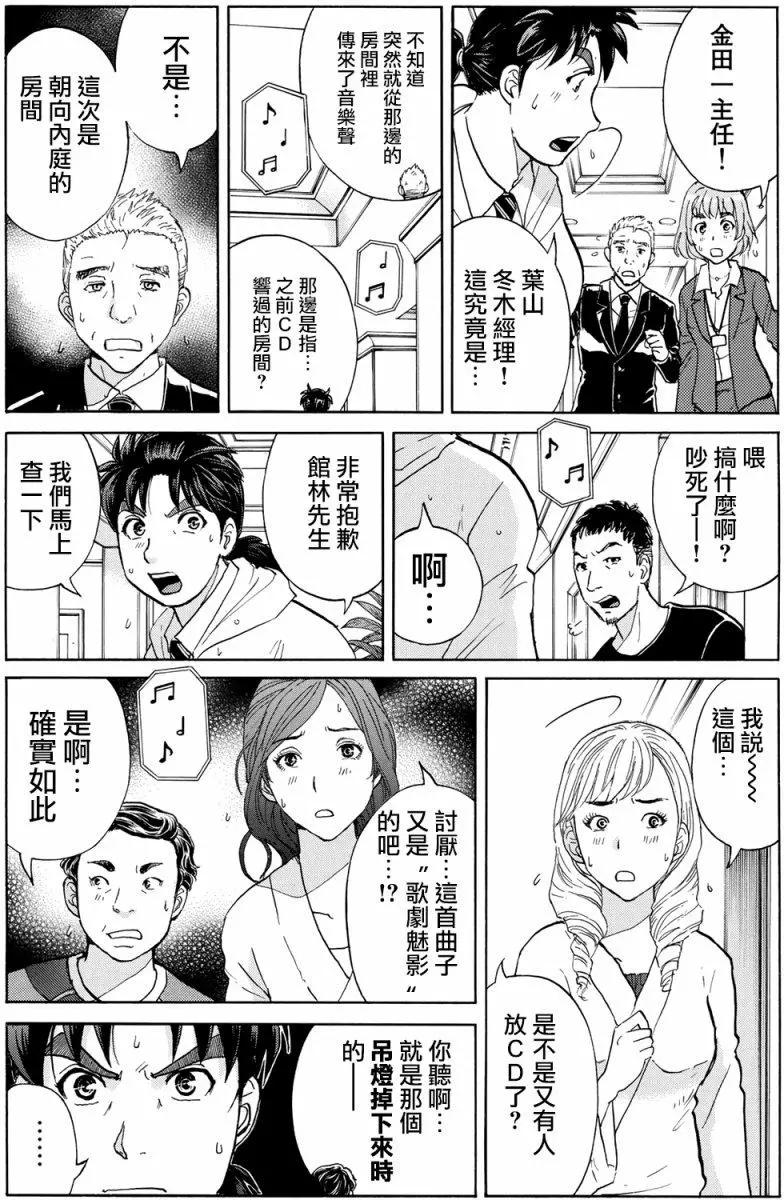 金田一主任！
葉山
冬木經理！
這究竟是⋯
不知道
突然就從那邊的
房間裡
傳來了音樂聲
那邊是指⋯
之前CD
響過的房間？
不是⋯
這次是
朝向內庭的
房間
喂
搞什麼啊？
吵死了—！
啊⋯
非常抱歉
館林先生
我們馬上
查一下
我説～～
這個⋯
是不是又有人
放CD了？
討厭⋯這首曲子
又是〝歌劇魅影〞
的吧⋯!?
是啊⋯
確實如此
你聽啊⋯
就是那個
吊燈掉下來時
的——
⋯⋯